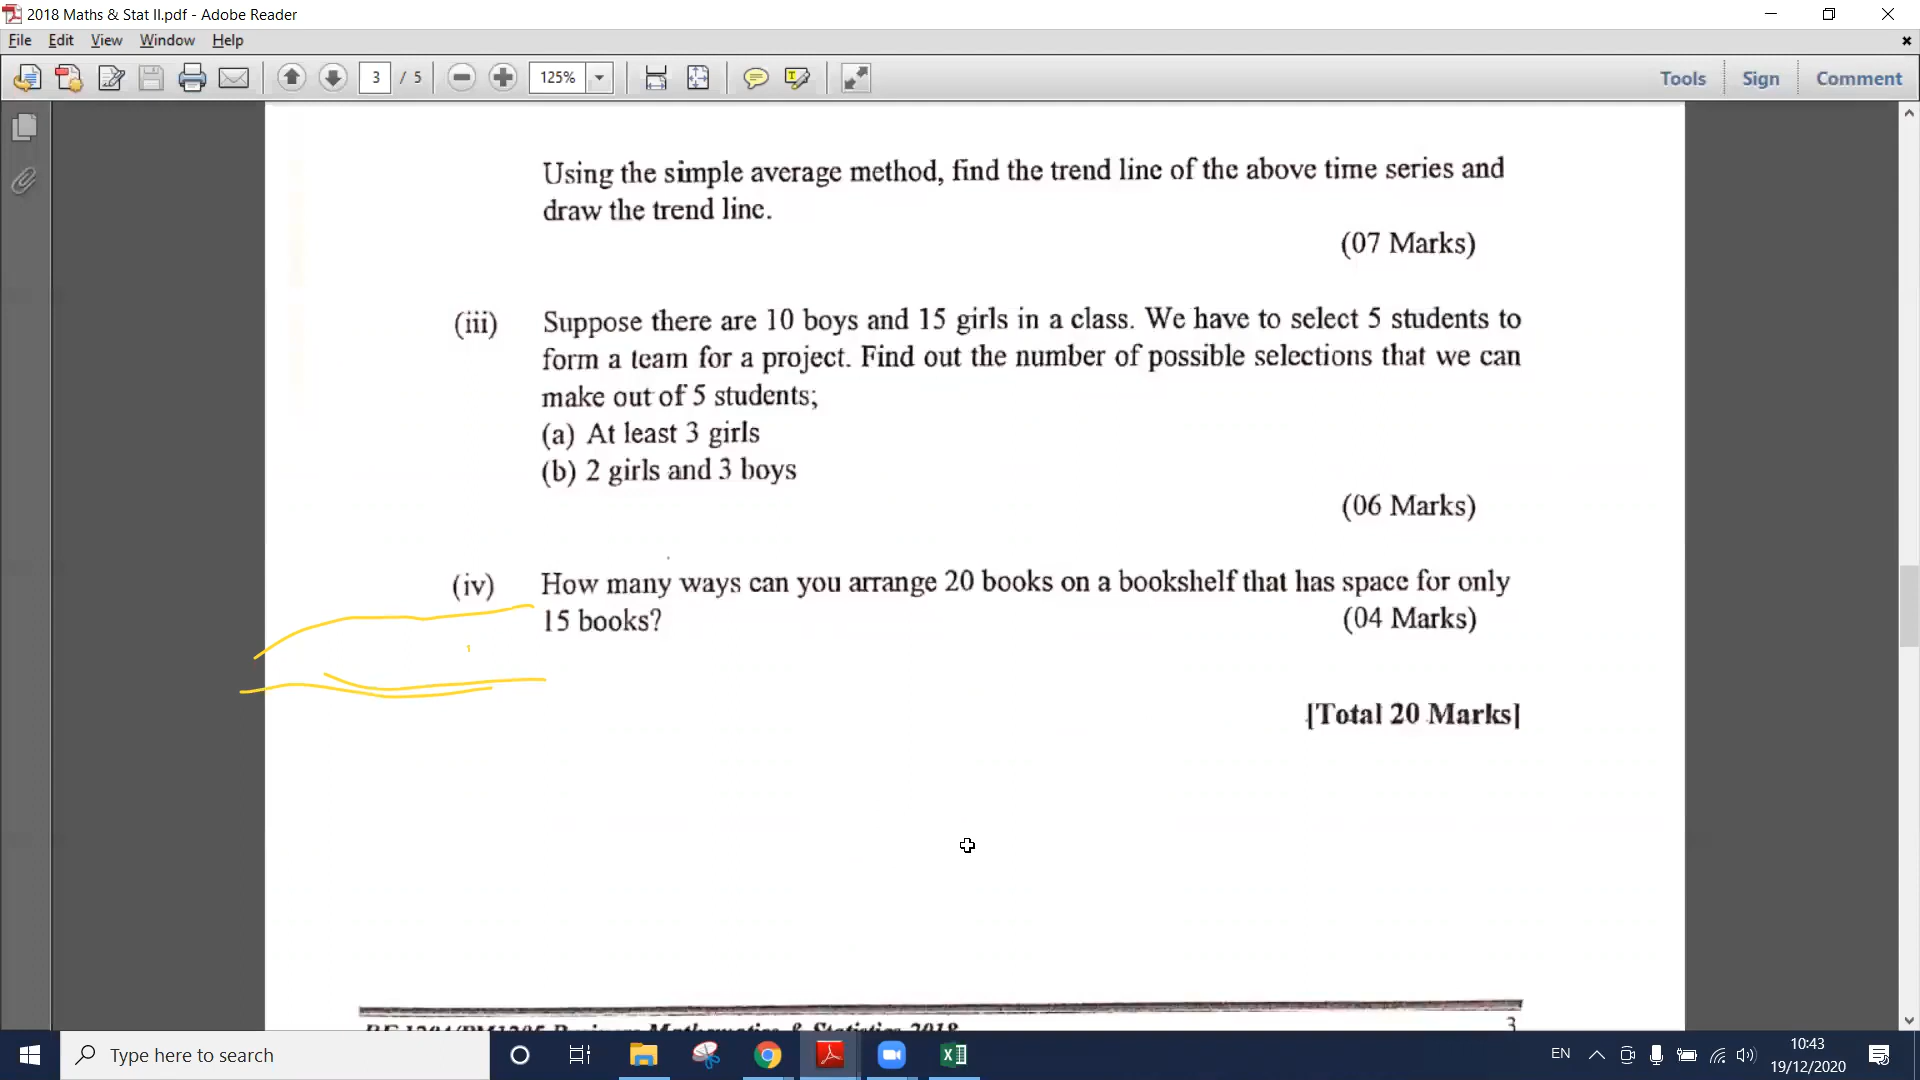 2018 Maths & Stat II.pdf - Adobe Reader
File Edit View Window Help
3 / 5 125% Tools Sign Comment
Using the simple average method, find the trend line of the above time series and
draw the trend line.
(07 Marks)
(iii) Suppose there are 10 boys and 15 girls in a class. We have to select 5 students to
form a team for a project. Find out the number of possible selections that we can
make out of 5 students;
(a) At least 3 girls
(b) 2 girls and 3 boys
(06 Marks)
(iv) How many ways can you arrange 20 books on a bookshelf that has space for only
15 books? (04 Marks)
[Total 20 Marks]
Business Mathematics & Statistics 2018 3
Type here to search
EN 10:43
19/12/2020